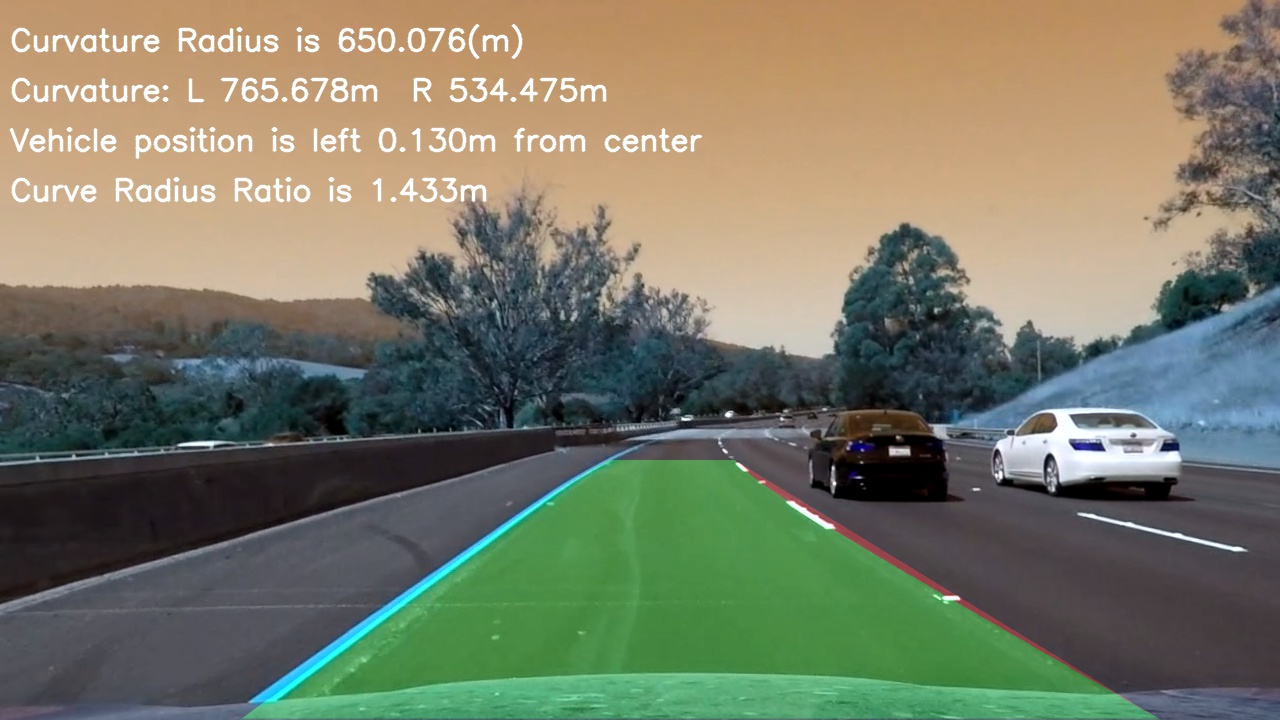 Curvature Radius is 650.076(m)
Curvature: L 765.678m R 534.475m
Vehicle position is left 0.130m from center
Curve Radius Ratio is 1.433m